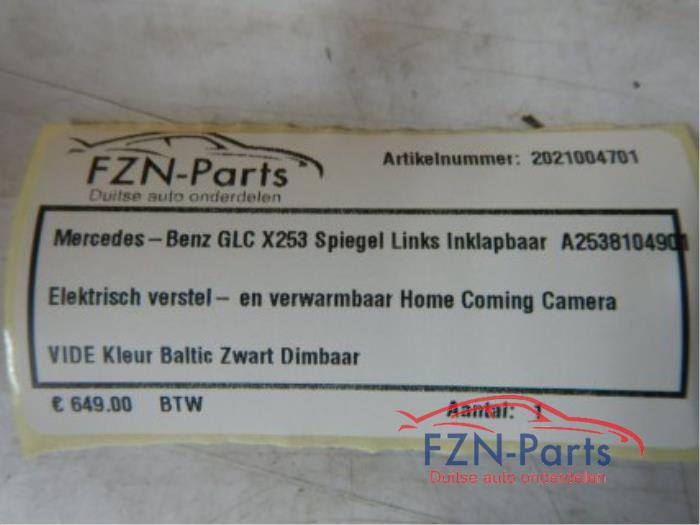 FZN-Parts
Duitse auto onderdelen
Artikelnummer: 2021004701
Mercedes-Benz GLC X253 Spiegel Links Inklapbaar A2538104901
Elektrisch verstel- en verwarmbaar Home Coming Camera
VIDE Kleur Baltic Zwart Dimbaar
€ 649.00 BTW
Aantal: 1
FZN-Parts
Duitse auto onderdelen